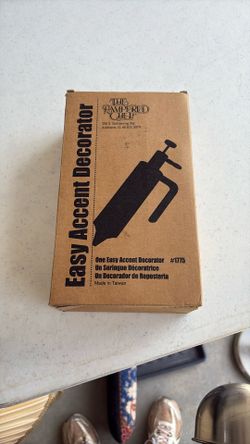 THE
PAMPERED
CHEF
Easy Accent Decorator
One Easy Accent Decorator #1775
Un Seringue Décoratrice
Un Decorador de Repostería
Made in Taiwan